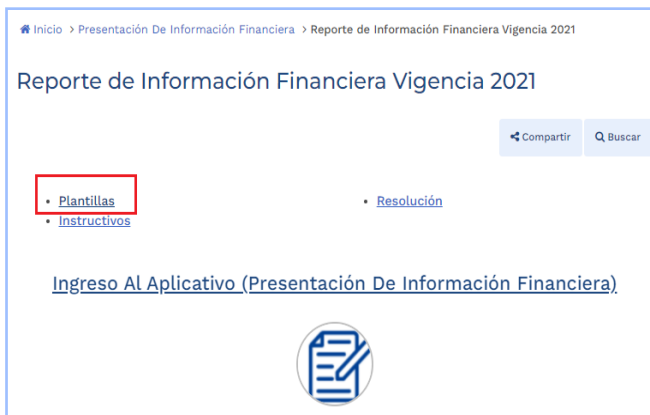 Inicio > Presentación De Información Financiera > Reporte de Información Financiera Vigencia 2021
Reporte de Información Financiera Vigencia 2021
Compartir Buscar
• Plantillas
• Instructivos
• Resolución
Ingreso Al Aplicativo (Presentación De Información Financiera)